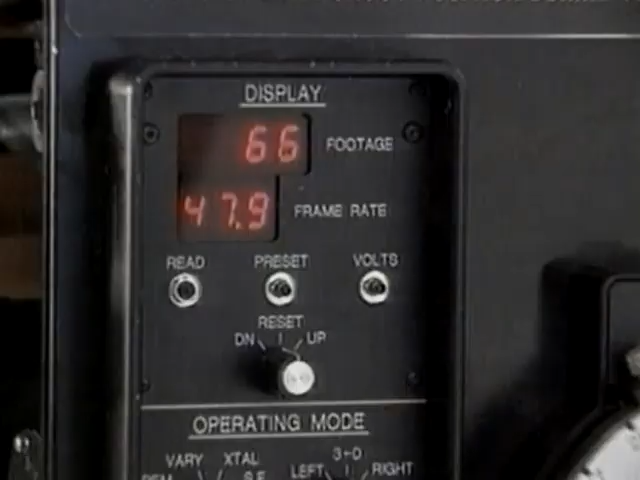 DISPLAY
66 FOOTAGE
47.9 FRAME RATE
READ PRESET VOLTS
RESET
DN UP
OPERATING MODE
VARY XTAL 3-D
LEFT RIGHT